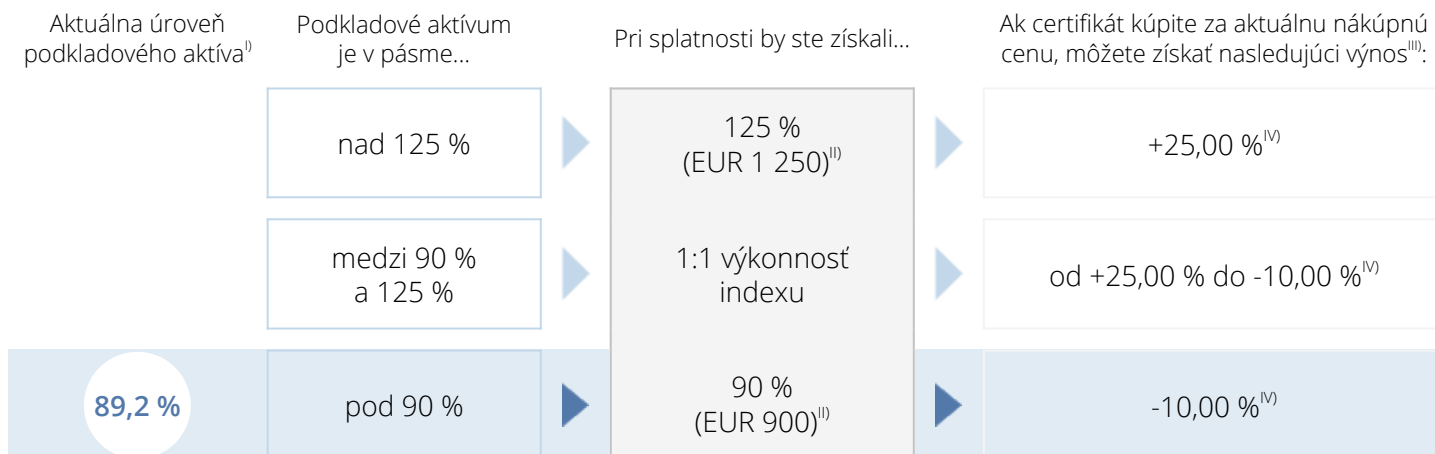 Aktuálna úroveň
podkladového aktíva I)
Podkladové aktívum
je v pásme...
Pri splatnosti by ste získali...
Ak certifikát kúpite za aktuálnu nákúpnú
cenu, môžete získať nasledujúci výnos III):
nad 125 %
125 %
(EUR 1 250) II)
+25,00 % IV)
medzi 90 %
a 125 %
1:1 výkonnosť
indexu
od +25,00 % do -10,00 % IV)
89,2 %
pod 90 %
90 %
(EUR 900) II)
-10,00 % IV)